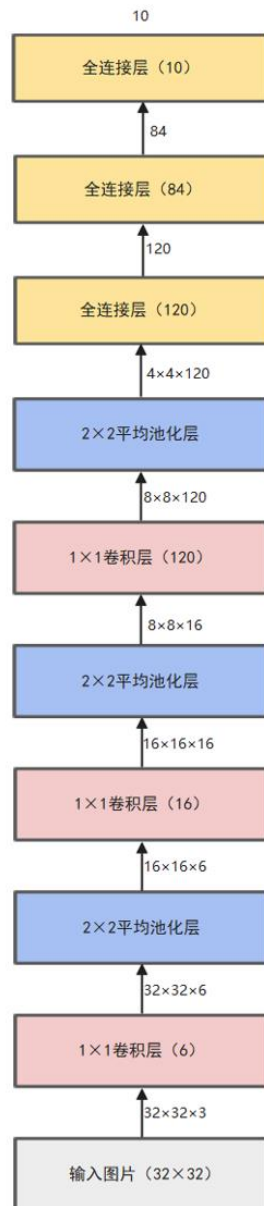 10
全连接层（10）
84
全连接层（84）
120
全连接层（120）
4×4×120
2×2平均池化层
8×8×120
1×1卷积层（120）
8×8×16
2×2平均池化层
16×16×16
1×1卷积层（16）
16×16×6
2×2平均池化层
32×32×6
1×1卷积层（6）
32×32×3
输入图片（32×32）